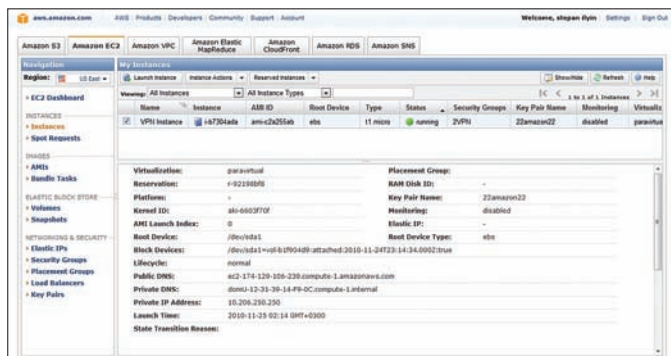 aws.amazon.com
AWS Products Developers Community Support Account
Welcome, stepan ilyin Settings Sign Out
Amazon S3
Amazon EC2
Amazon VPC
Amazon Elastic MapReduce
Amazon CloudFront
Amazon RDS
Amazon SNS
Navigation
Region: US East
EC2 Dashboard
INSTANCES
Instances
Spot Requests
IMAGES
AMIs
Bundle Tasks
ELASTIC BLOCK STORE
Volumes
Snapshots
NETWORKING & SECURITY
Elastic IPs
Security Groups
Placement Groups
Load Balancers
Key Pairs
My Instances
Launch Instance Instance Actions Reserved Instances Show/Hide Refresh Help
Viewing: All Instances All Instance Types 1 to 1 of 1 Instances
Name Instance AMI ID Root Device Type Status Security Groups Key Pair Name Monitoring Virtualiz
VPN Instance i-b7304ada ami-c2a255ab ebs t1.micro running 2VPN 22amazon22 disabled paravirtua
Virtualization: paravirtual Placement Group:
Reservation: r-92198bf8 RAM Disk ID: -
Platform: - Key Pair Name: 22amazon22
Kernel ID: aki-6603f70f Monitoring: disabled
AMI Launch Index: 0 Elastic IP: -
Root Device: /dev/sda1 Root Device Type: ebs
Block Devices: /dev/sda1=vol-b1f904d9:attached:2010-11-24T23:14:34.000Z:true
Lifecycle: normal
Public DNS: ec2-174-129-106-239.compute-1.amazonaws.com
Private DNS: domU-12-31-39-14-F9-0C.compute-1.internal
Private IP Address: 10.206.250.250
Launch Time: 2010-11-25 02:14 GMT+0300
State Transition Reason: